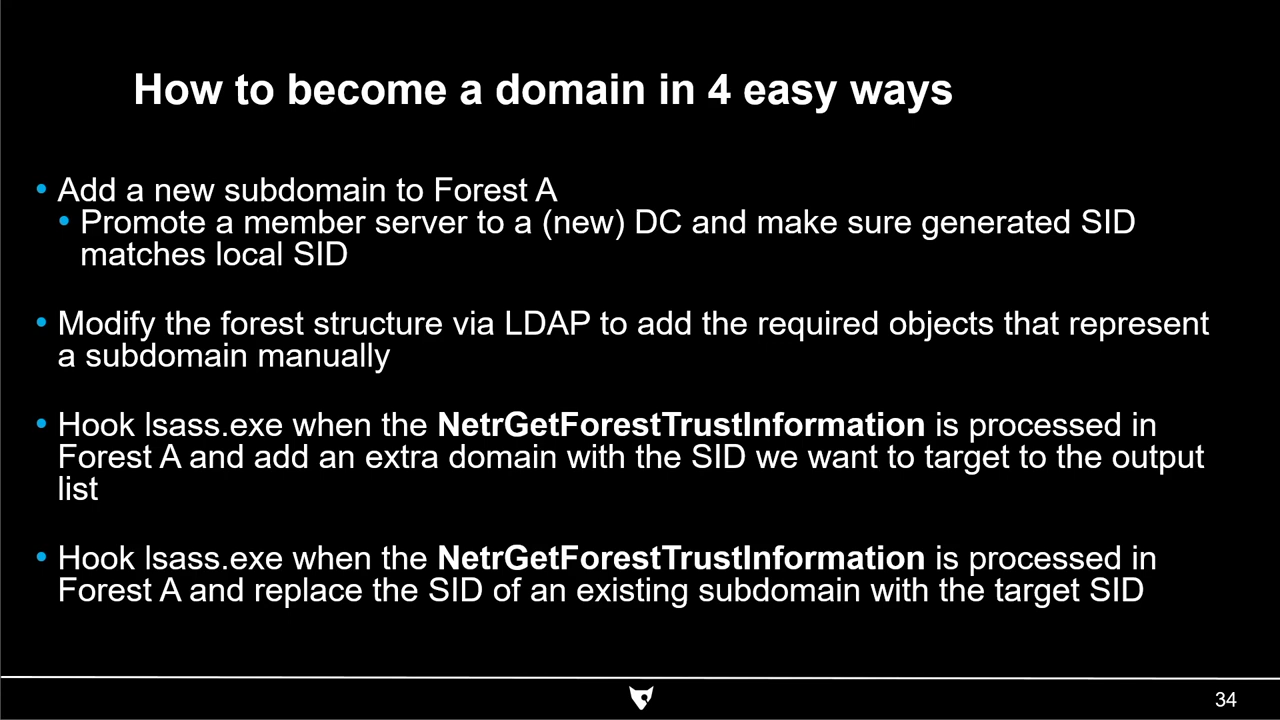 How to become a domain in 4 easy ways
• Add a new subdomain to Forest A
• Promote a member server to a (new) DC and make sure generated SID
matches local SID
• Modify the forest structure via LDAP to add the required objects that represent
a subdomain manually
• Hook lsass.exe when the NetrGetForestTrustInformation is processed in
Forest A and add an extra domain with the SID we want to target to the output
list
• Hook lsass.exe when the NetrGetForestTrustInformation is processed in
Forest A and replace the SID of an existing subdomain with the target SID
34